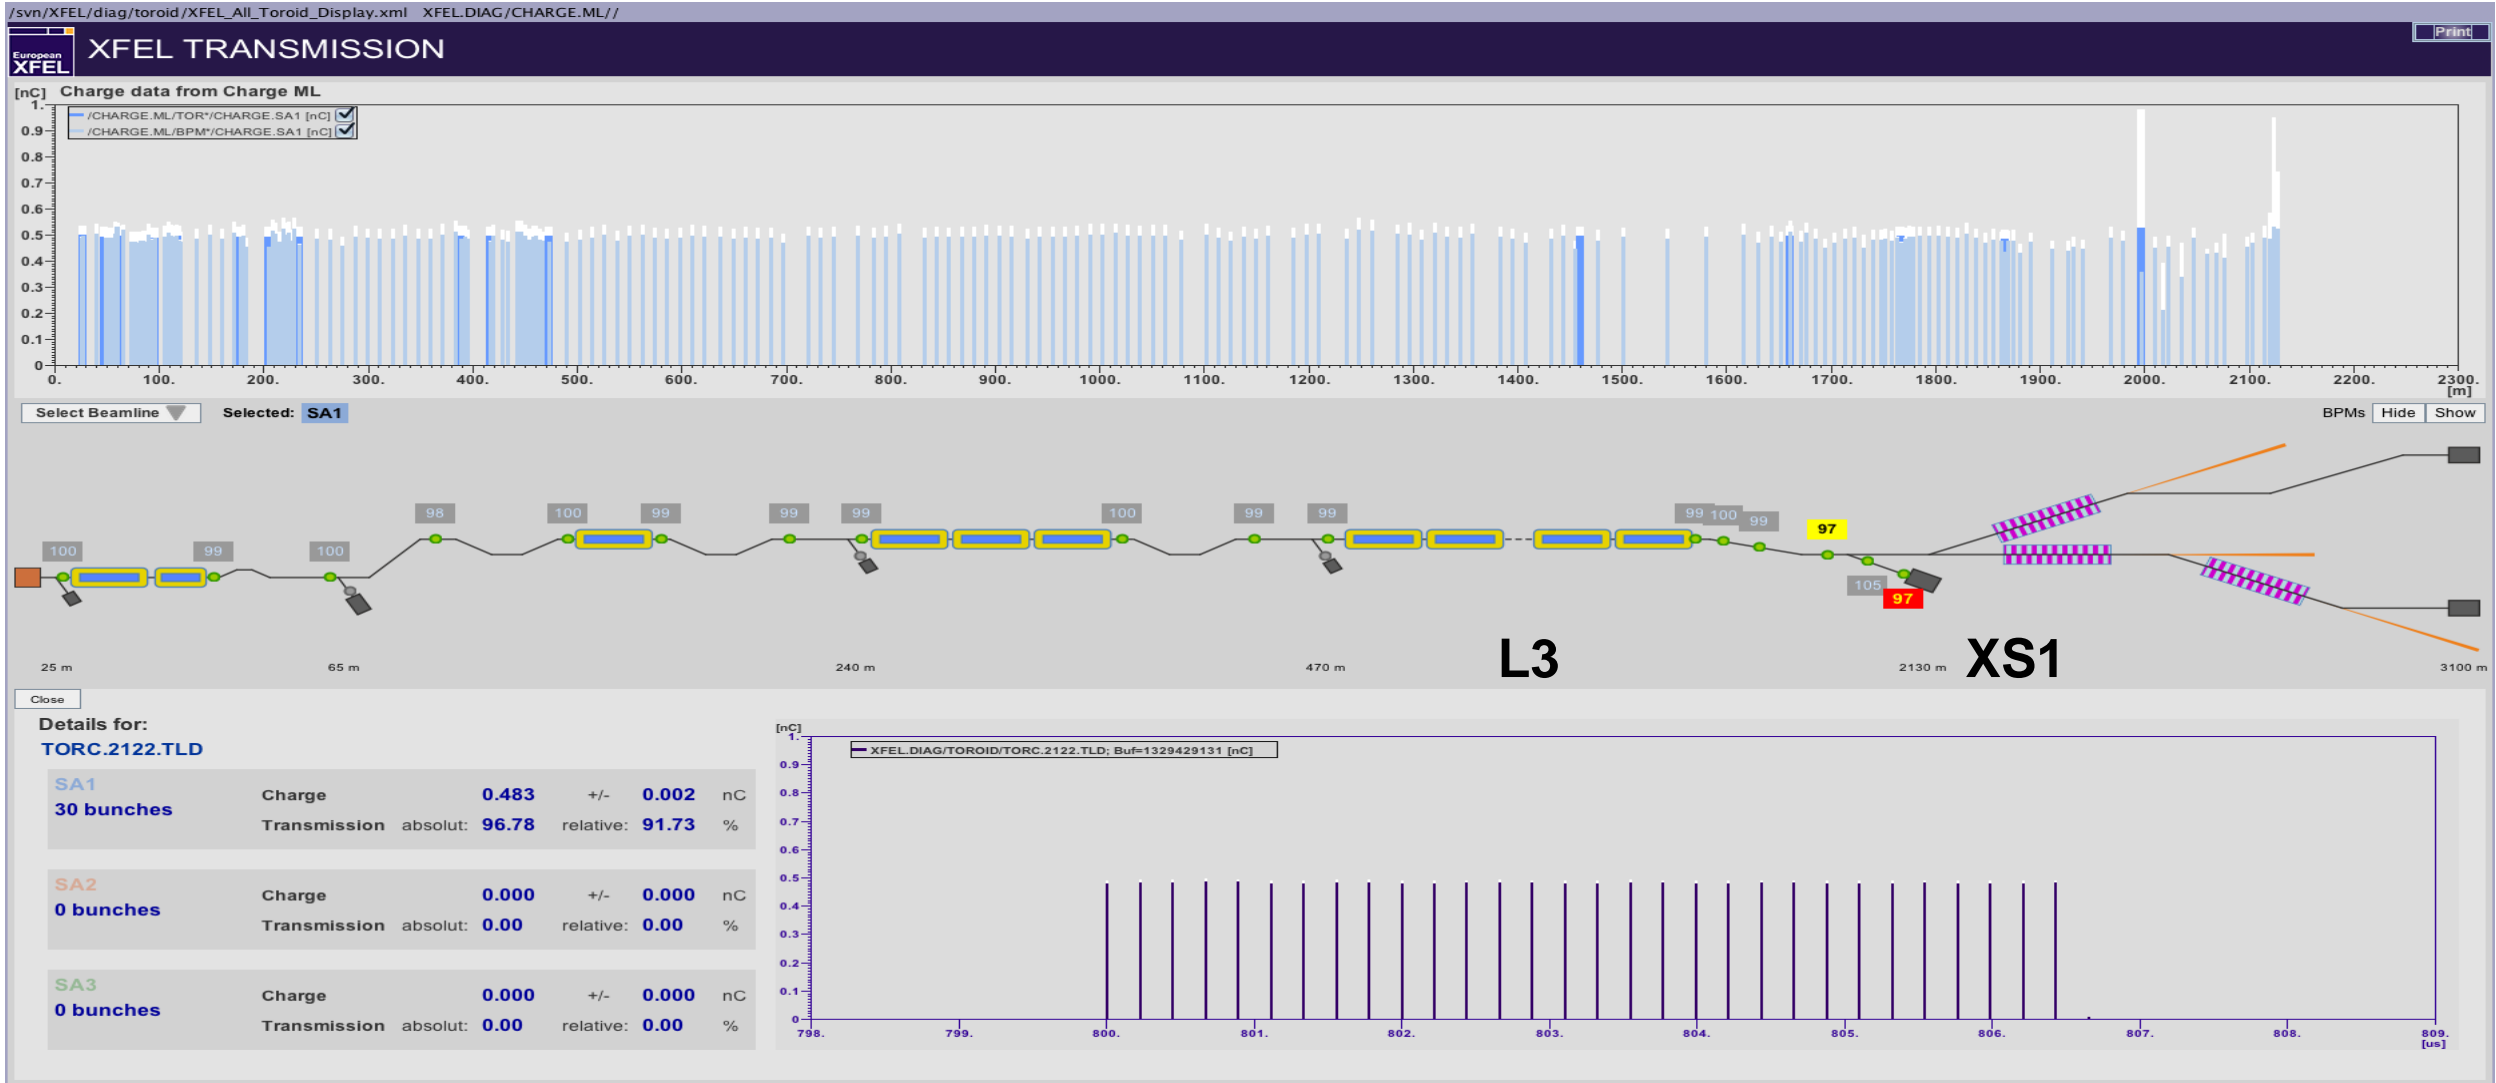 /svn/XFEL/diag/toroid/XFEL_All_Toroid_Display.xml XFEL.DIAG/CHARGE.ML//
European
XFEL
XFEL TRANSMISSION
Print
[nC] Charge data from Charge ML
/CHARGE.ML/TOR*/CHARGE.SA1 [nC]
/CHARGE.ML/BPM*/CHARGE.SA1 [nC]
1.
0.9
0.8
0.7
0.6
0.5
0.4
0.3
0.2
0.1
0
0. 100. 200. 300. 400. 500. 600. 700. 800. 900. 1000. 1100. 1200. 1300. 1400. 1500. 1600. 1700. 1800. 1900. 2000. 2100. 2200. 2300.
[m]
Select Beamline Selected: SA1 BPMs Hide Show
98 100 99 99 99 100 99 99 99 100 99 97
100 99 100 105 97
L3 XS1
25 m 65 m 240 m 470 m 2130 m 3100 m
Close
Details for:
TORC.2122.TLD
SA1
30 bunches
Charge 0.483 +/- 0.002 nC
Transmission absolut: 96.78 relative: 91.73 %
SA2
0 bunches
Charge 0.000 +/- 0.000 nC
Transmission absolut: 0.00 relative: 0.00 %
SA3
0 bunches
Charge 0.000 +/- 0.000 nC
Transmission absolut: 0.00 relative: 0.00 %
[nC]
XFEL.DIAG/TOROID/TORC.2122.TLD; Buf=1329429131 [nC]
1.
0.9
0.8
0.7
0.6
0.5
0.4
0.3
0.2
0.1
0
798. 799. 800. 801. 802. 803. 804. 805. 806. 807. 808. 809.
[us]